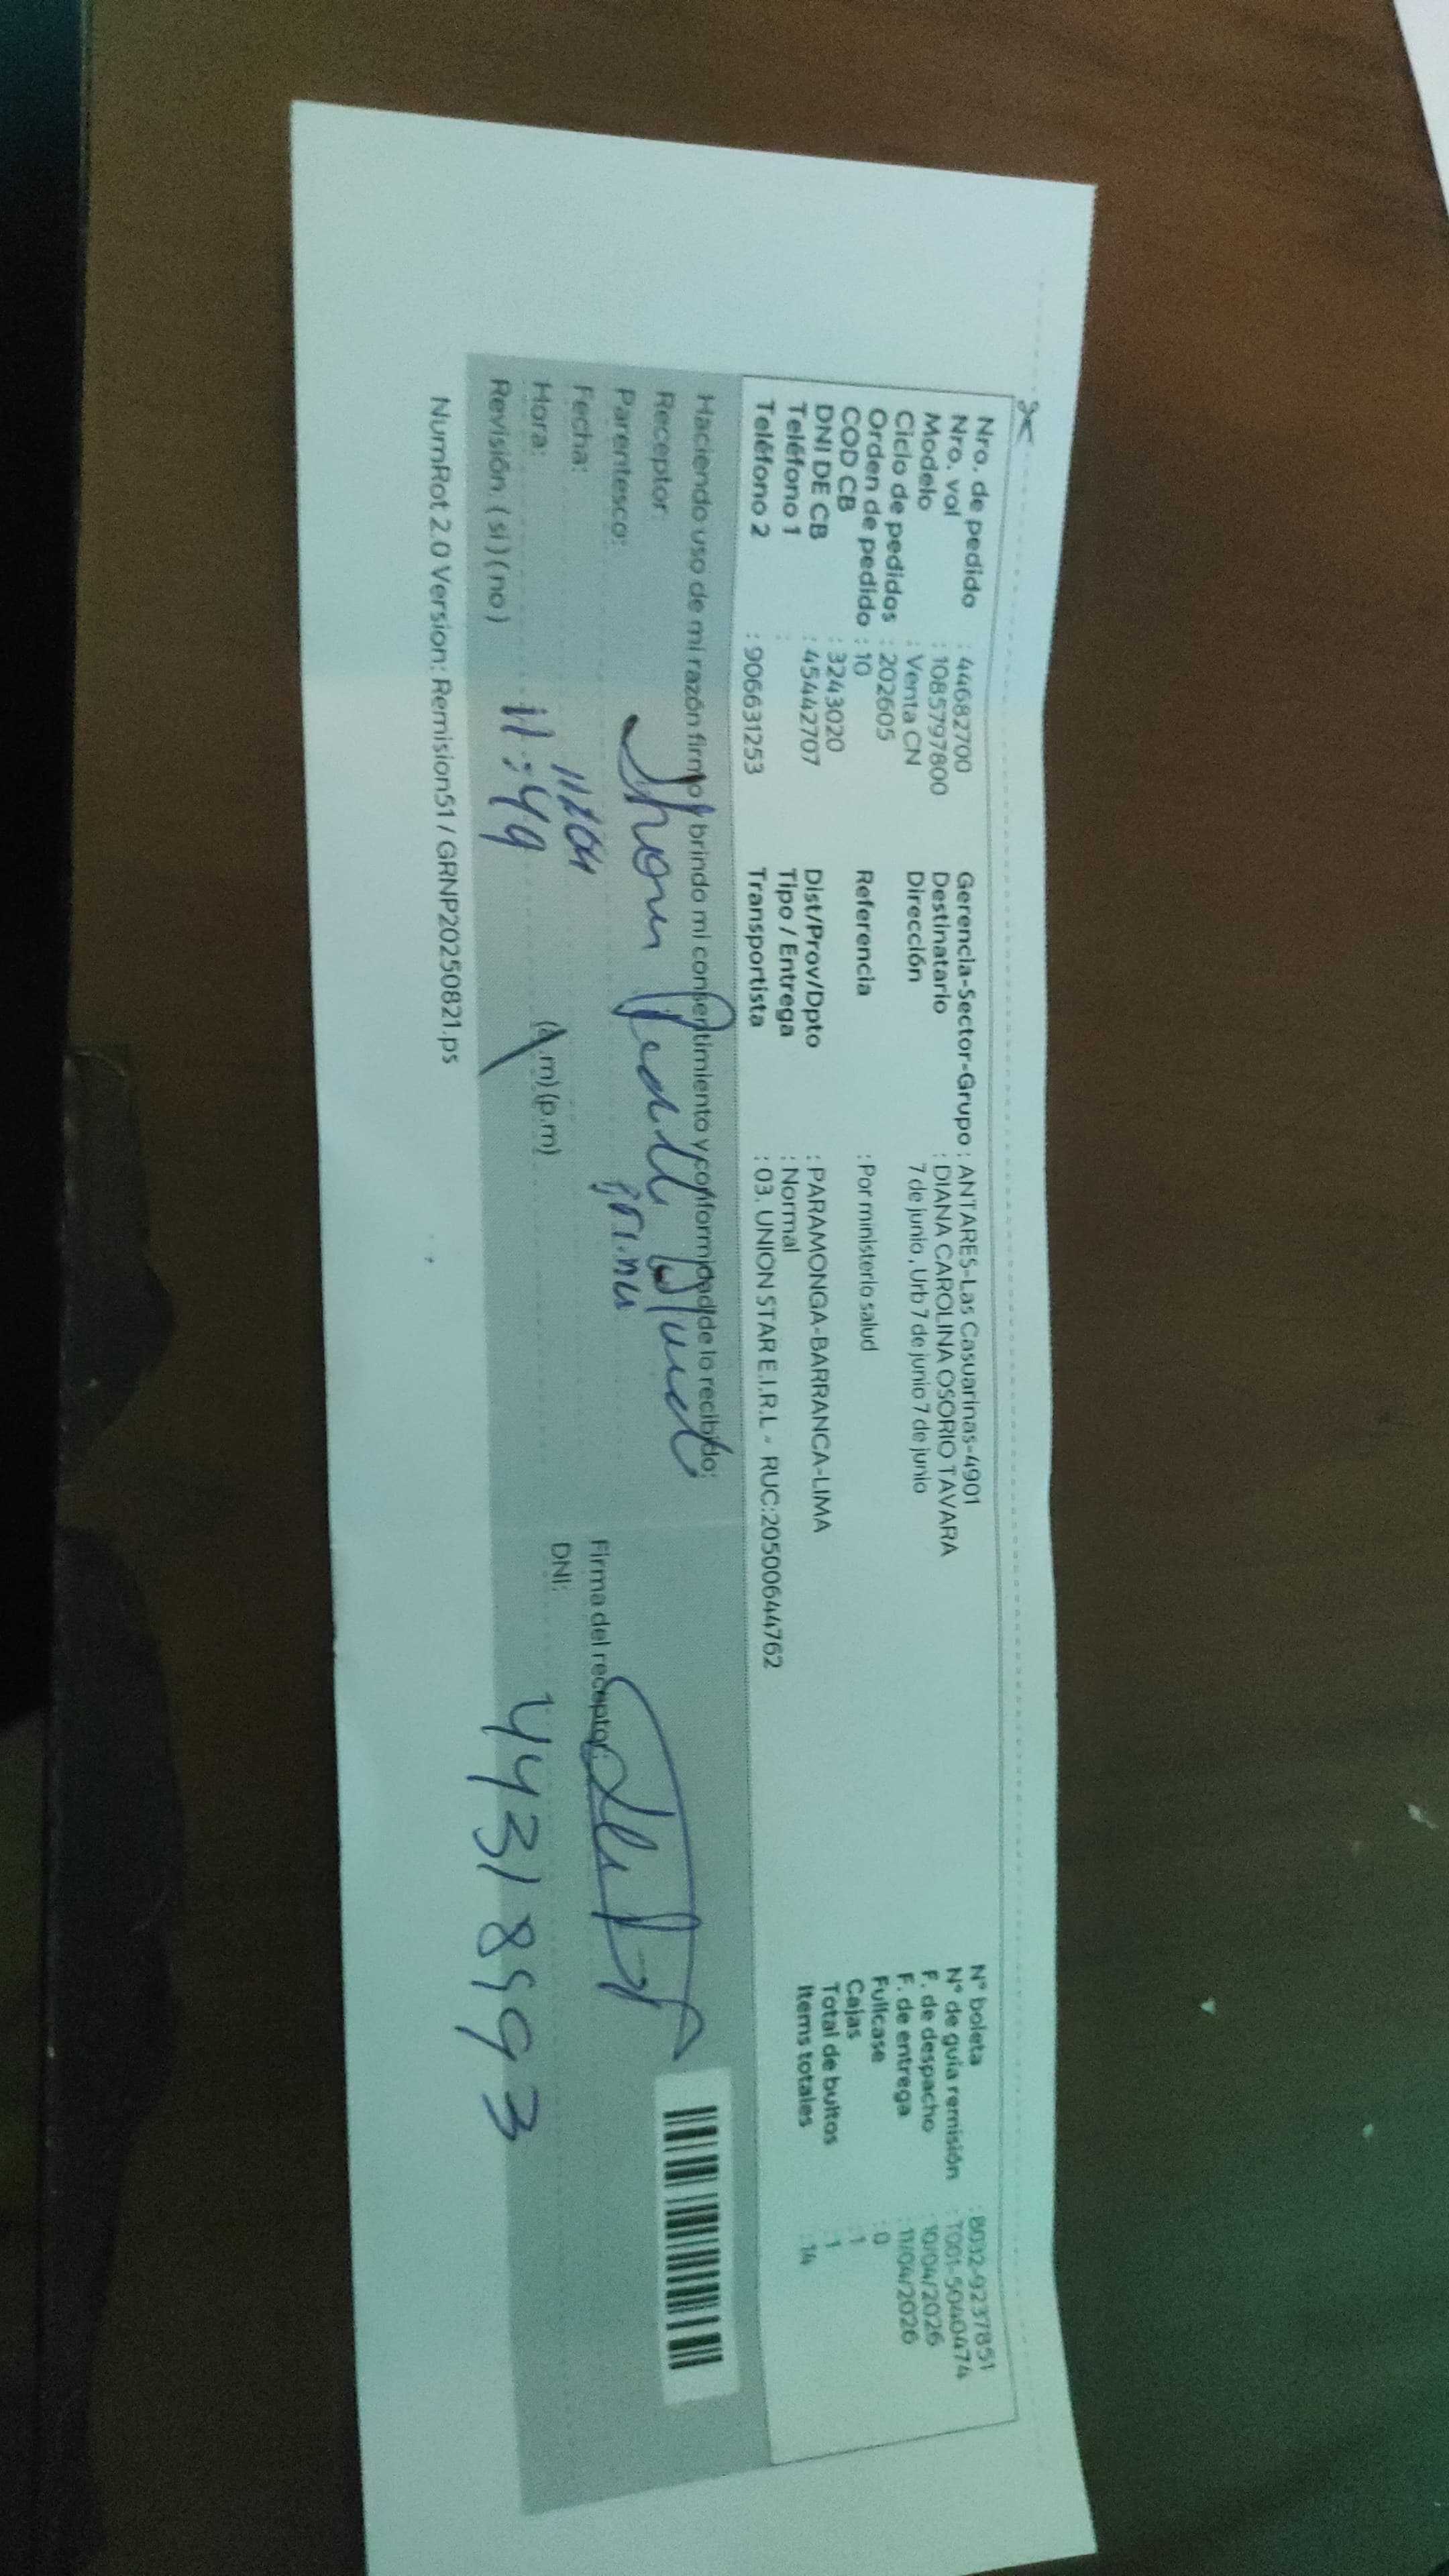 Nro. de pedido : 44682700
Nro. vol : 1085797800
Modelo : Venta CN
Ciclo de pedidos : 202605
Orden de pedido : 10
COD CB : 3243020
DNI DE CB : 45442707
Teléfono 1 :
Teléfono 2 : 906631253
Gerencia-Sector-Grupo : ANTARES-Las Casuarinas-4901
Destinatario : DIANA CAROLINA OSORIO TAVARA
Dirección 7 de junio , Urb 7 de junio 7 de junio
Referencia : Por ministerio salud
Dist/Prov/Dpto : PARAMONGA-BARRANCA-LIMA
Tipo / Entrega : Normal
Transportista : 03. UNION STAR E.I.R.L - RUC:20500644762
N° boleta : B032-9237851
N° de guía remisión : T001-5040474
F. de despacho : 10/04/2026
F. de entrega : 11/04/2026
Fullcase : 0
Cajas : 1
Total de bultos : 1
Items totales : 14
Haciendo uso de mi razón firmo y brindo mi consentimiento y conformidad de lo recibido:
Receptor:
Parentesco:
Fecha: 11/04
Hora: 11:49 (a.m) (p.m)
Revisión: ( si ) ( no )
Firma del receptor:
DNI: 44318993
NumRot 2.0 Version: Remision51 / GRNP20250821.ps